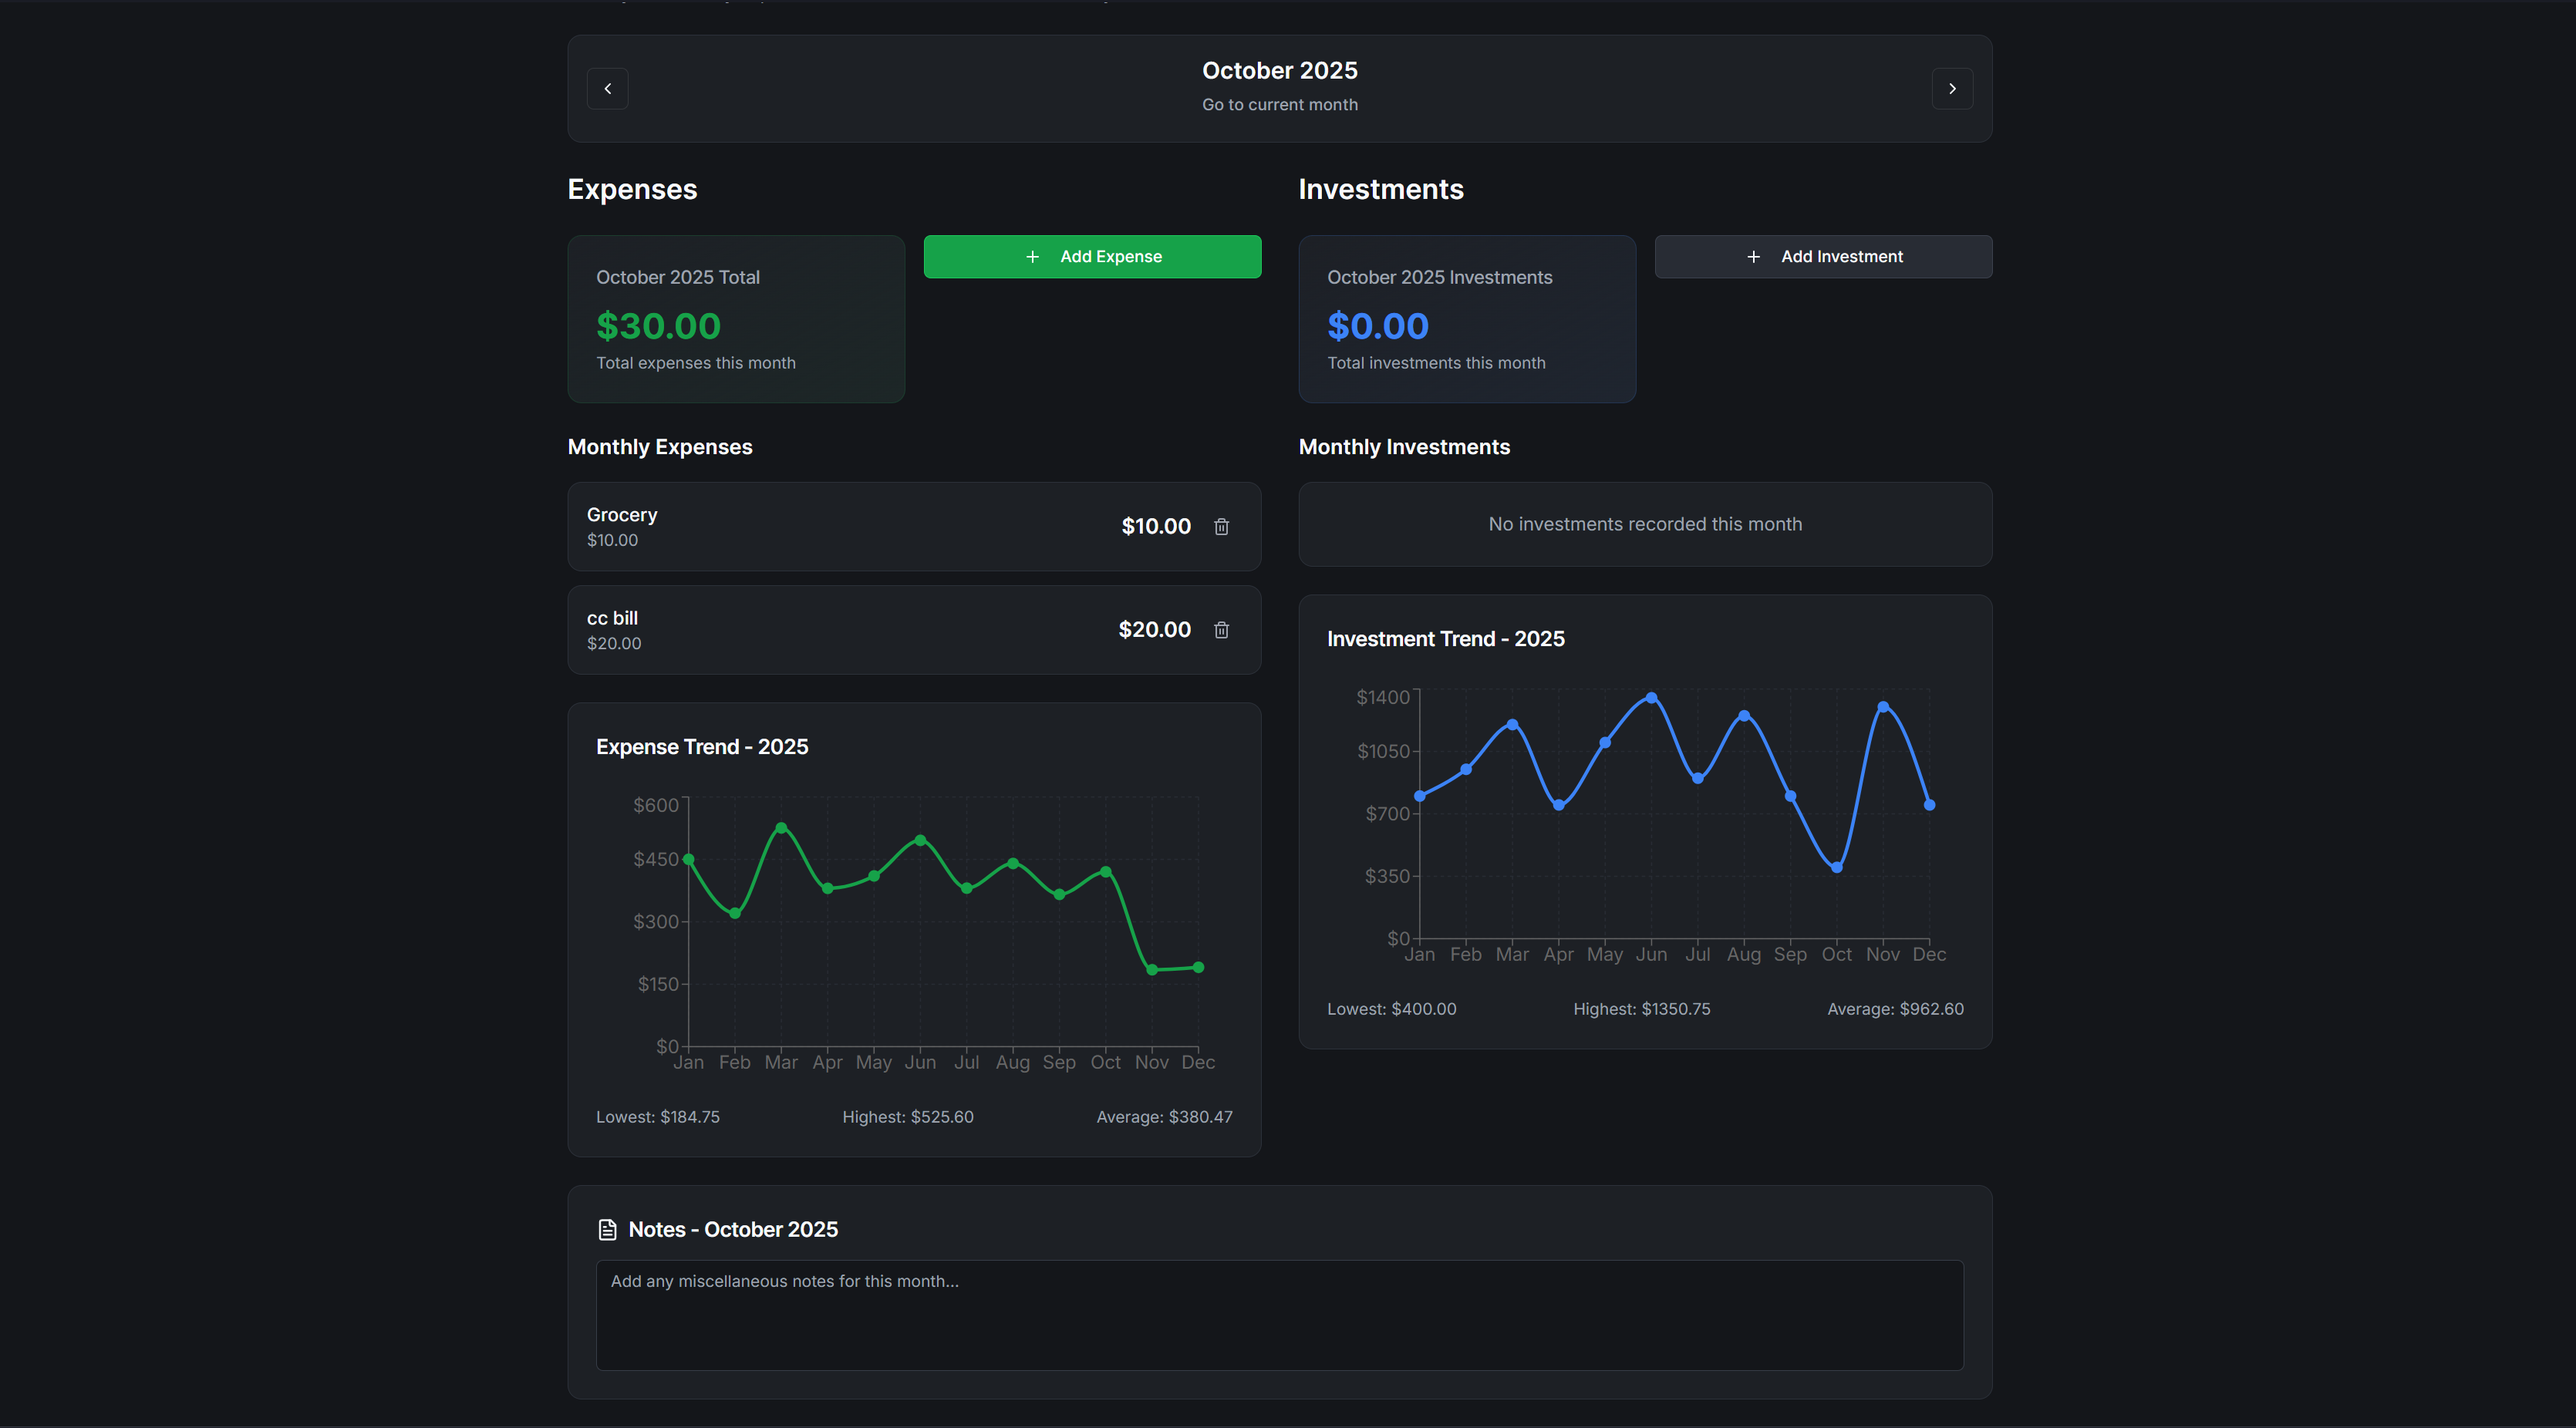 October 2025
Go to current month
Expenses
October 2025 Total
$30.00
Total expenses this month
Add Expense
Monthly Expenses
Grocery
$10.00
$10.00
cc bill
$20.00
$20.00
Expense Trend - 2025
$600
$450
$300
$150
$0
Jan Feb Mar Apr May Jun Jul Aug Sep Oct Nov Dec
Lowest: $184.75 Highest: $525.60 Average: $380.47
Investments
October 2025 Investments
$0.00
Total investments this month
Add Investment
Monthly Investments
No investments recorded this month
Investment Trend - 2025
$1400
$1050
$700
$350
$0
Jan Feb Mar Apr May Jun Jul Aug Sep Oct Nov Dec
Lowest: $400.00 Highest: $1350.75 Average: $962.60
Notes - October 2025
Add any miscellaneous notes for this month...